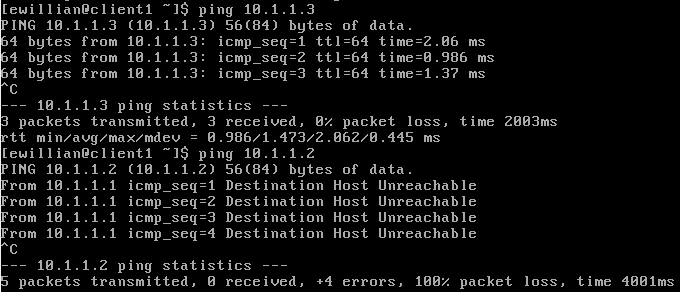 [ewillian@client1 ~]$ ping 10.1.1.3
PING 10.1.1.3 (10.1.1.3) 56(84) bytes of data.
64 bytes from 10.1.1.3: icmp_seq=1 ttl=64 time=2.06 ms
64 bytes from 10.1.1.3: icmp_seq=2 ttl=64 time=0.986 ms
64 bytes from 10.1.1.3: icmp_seq=3 ttl=64 time=1.37 ms
^C
--- 10.1.1.3 ping statistics ---
3 packets transmitted, 3 received, 0% packet loss, time 2003ms
rtt min/avg/max/mdev = 0.986/1.473/2.062/0.445 ms
[ewillian@client1 ~]$ ping 10.1.1.2
PING 10.1.1.2 (10.1.1.2) 56(84) bytes of data.
From 10.1.1.1 icmp_seq=1 Destination Host Unreachable
From 10.1.1.1 icmp_seq=2 Destination Host Unreachable
From 10.1.1.1 icmp_seq=3 Destination Host Unreachable
From 10.1.1.1 icmp_seq=4 Destination Host Unreachable
^C
--- 10.1.1.2 ping statistics ---
5 packets transmitted, 0 received, +4 errors, 100% packet loss, time 4001ms